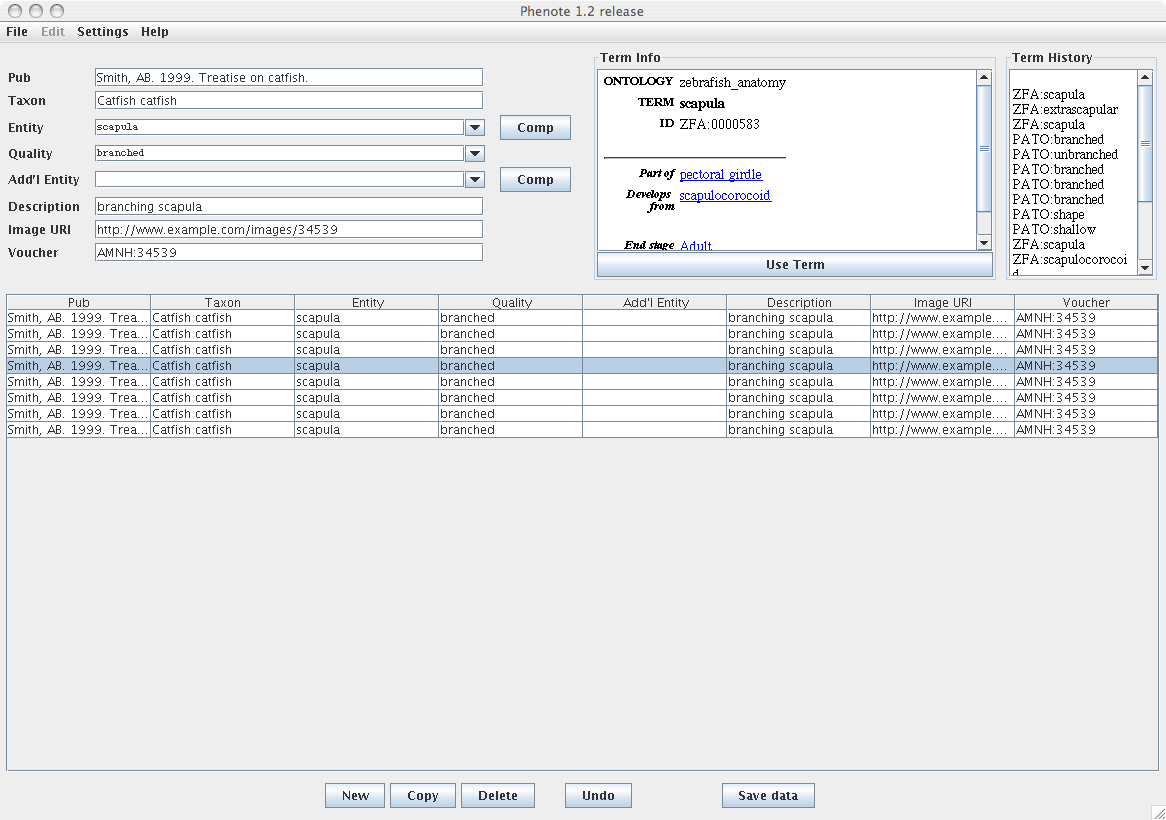 Phenote 1.2 release
File Edit Settings Help
Pub Smith, AB. 1999. Treatise on catfish.
Taxon Catfish catfish
Entity scapula Comp
Quality branched
Add'l Entity Comp
Description branching scapula
Image URI http://www.example.com/images/34539
Voucher AMNH:34539
Term Info
ONTOLOGY zebrafish_anatomy
TERM scapula
ID ZFA:0000583
Part of pectoral girdle
Develops from scapulocorocoid
End stage Adult
Use Term
Term History
ZFA:scapula
ZFA:extrascapular
ZFA:scapula
PATO:branched
PATO:unbranched
PATO:branched
PATO:branched
PATO:branched
PATO:shape
PATO:shallow
ZFA:scapula
ZFA:scapulocorocoi
d
Pub Taxon Entity Quality Add'l Entity Description Image URI Voucher
Smith, AB. 1999. Trea... Catfish catfish scapula branched branching scapula http://www.example.... AMNH:34539
Smith, AB. 1999. Trea... Catfish catfish scapula branched branching scapula http://www.example.... AMNH:34539
Smith, AB. 1999. Trea... Catfish catfish scapula branched branching scapula http://www.example.... AMNH:34539
Smith, AB. 1999. Trea... Catfish catfish scapula branched branching scapula http://www.example.... AMNH:34539
Smith, AB. 1999. Trea... Catfish catfish scapula branched branching scapula http://www.example.... AMNH:34539
Smith, AB. 1999. Trea... Catfish catfish scapula branched branching scapula http://www.example.... AMNH:34539
Smith, AB. 1999. Trea... Catfish catfish scapula branched branching scapula http://www.example.... AMNH:34539
Smith, AB. 1999. Trea... Catfish catfish scapula branched branching scapula http://www.example.... AMNH:34539
New Copy Delete Undo Save data